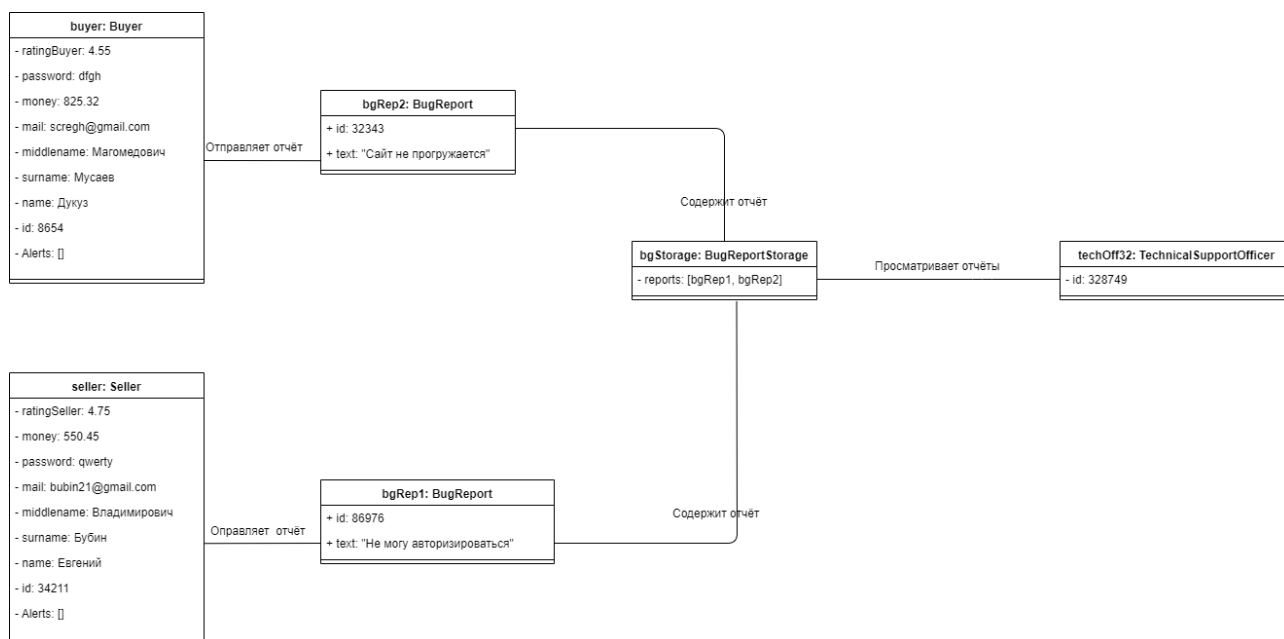 buyer: Buyer
- ratingBuyer: 4.55
- password: dfgh
- money: 825.32
- mail: scregh@gmail.com
- middlename: Магомедович
- surname: Мусаев
- name: Дукуз
- id: 8654
- Alerts: []
Отправляет отчёт
bgRep2: BugReport
+ id: 32343
+ text: "Сайт не прогружается"
Содержит отчёт
bgStorage: BugReportStorage
- reports: [bgRep1, bgRep2]
Просматривает отчёты
techOff32: TechnicalSupportOfficer
- id: 328749
seller: Seller
- ratingSeller: 4.75
- money: 550.45
- password: qwerty
- mail: bubin21@gmail.com
- middlename: Владимирович
- surname: Бубин
- name: Евгений
- id: 34211
- Alerts: []
Оправляет отчёт
bgRep1: BugReport
+ id: 86976
+ text: "Не могу авторизироваться"
Содержит отчёт